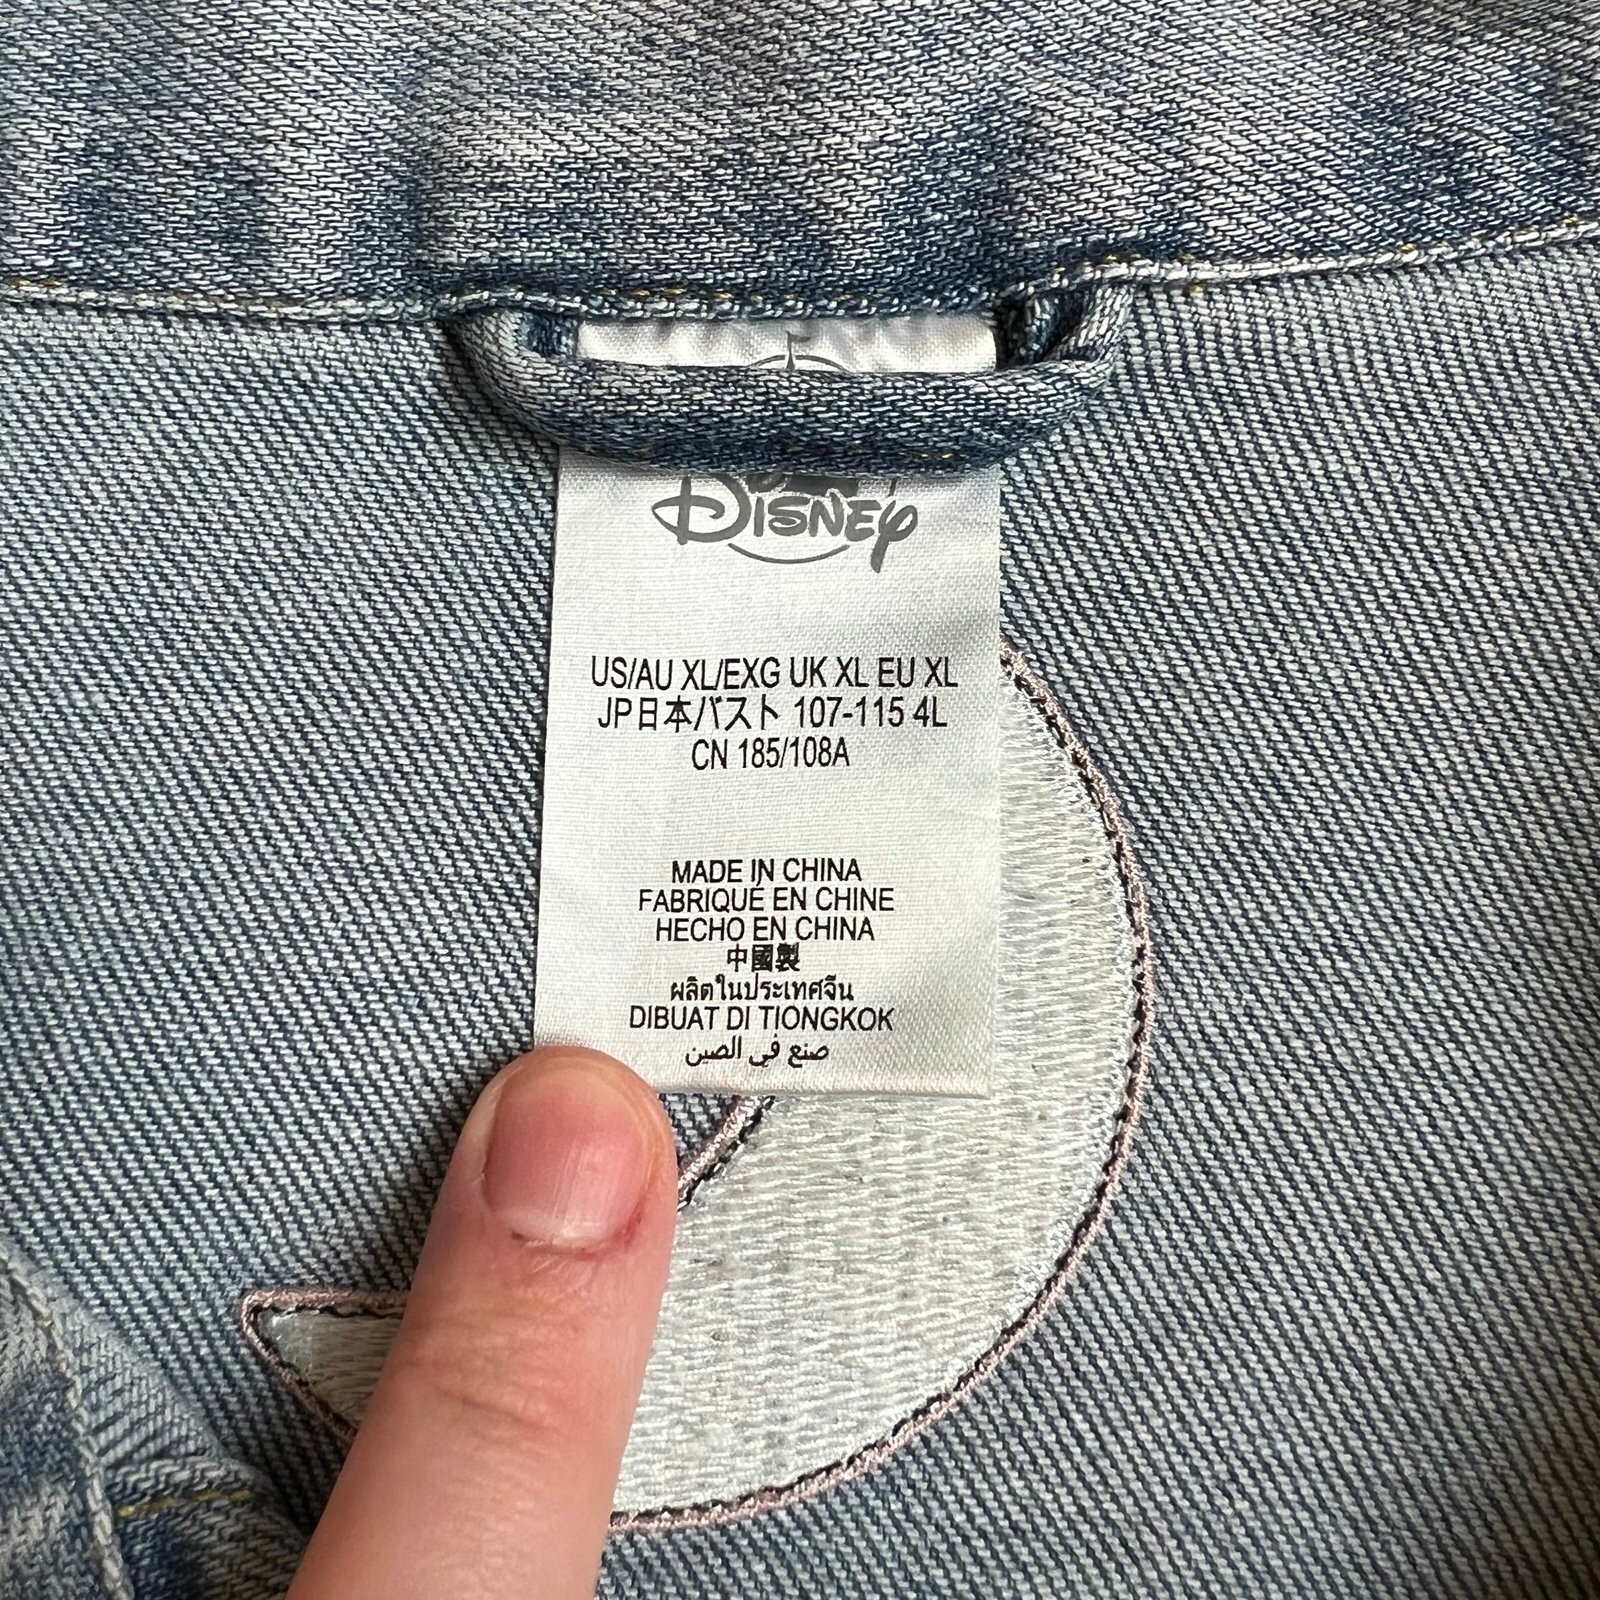 Disney
US/AU XL/EXG UK XL EU XL
JP日本バスト 107-115 4L
CN 185/108A
MADE IN CHINA
FABRIQUÉ EN CHINE
HECHO EN CHINA
中國製
ผลิตในประเทศจีน
DIBUAT DI TIONGKOK
صنع في الصين